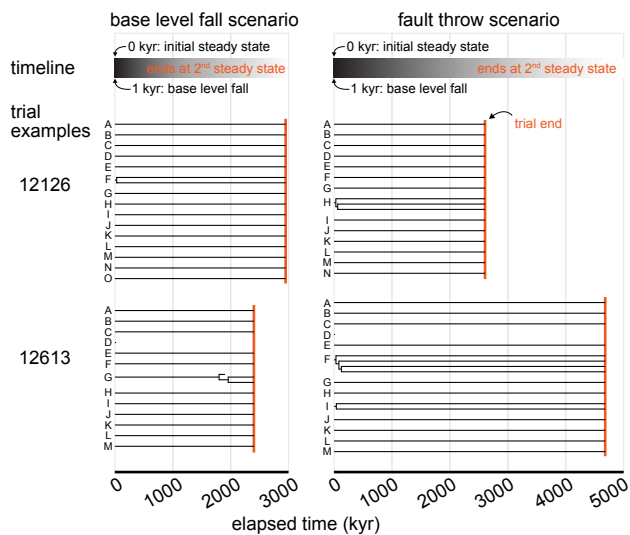 base level fall scenario
fault throw scenario
0 kyr: initial steady state
0 kyr: initial steady state
timeline
ends at 2nd steady state
ends at 2nd steady state
1 kyr: base level fall
1 kyr: base level fall
trial
examples
trial end
12126
A
B
C
D
E
F
G
H
I
J
K
L
M
N
O
A
B
C
D
E
F
G
H
I
J
K
L
M
N
12613
A
B
C
D
E
F
G
H
I
J
K
L
M
A
B
C
D
E
F
G
H
I
J
K
L
M
0 1000 2000 3000
0 1000 2000 3000 4000 5000
elapsed time (kyr)